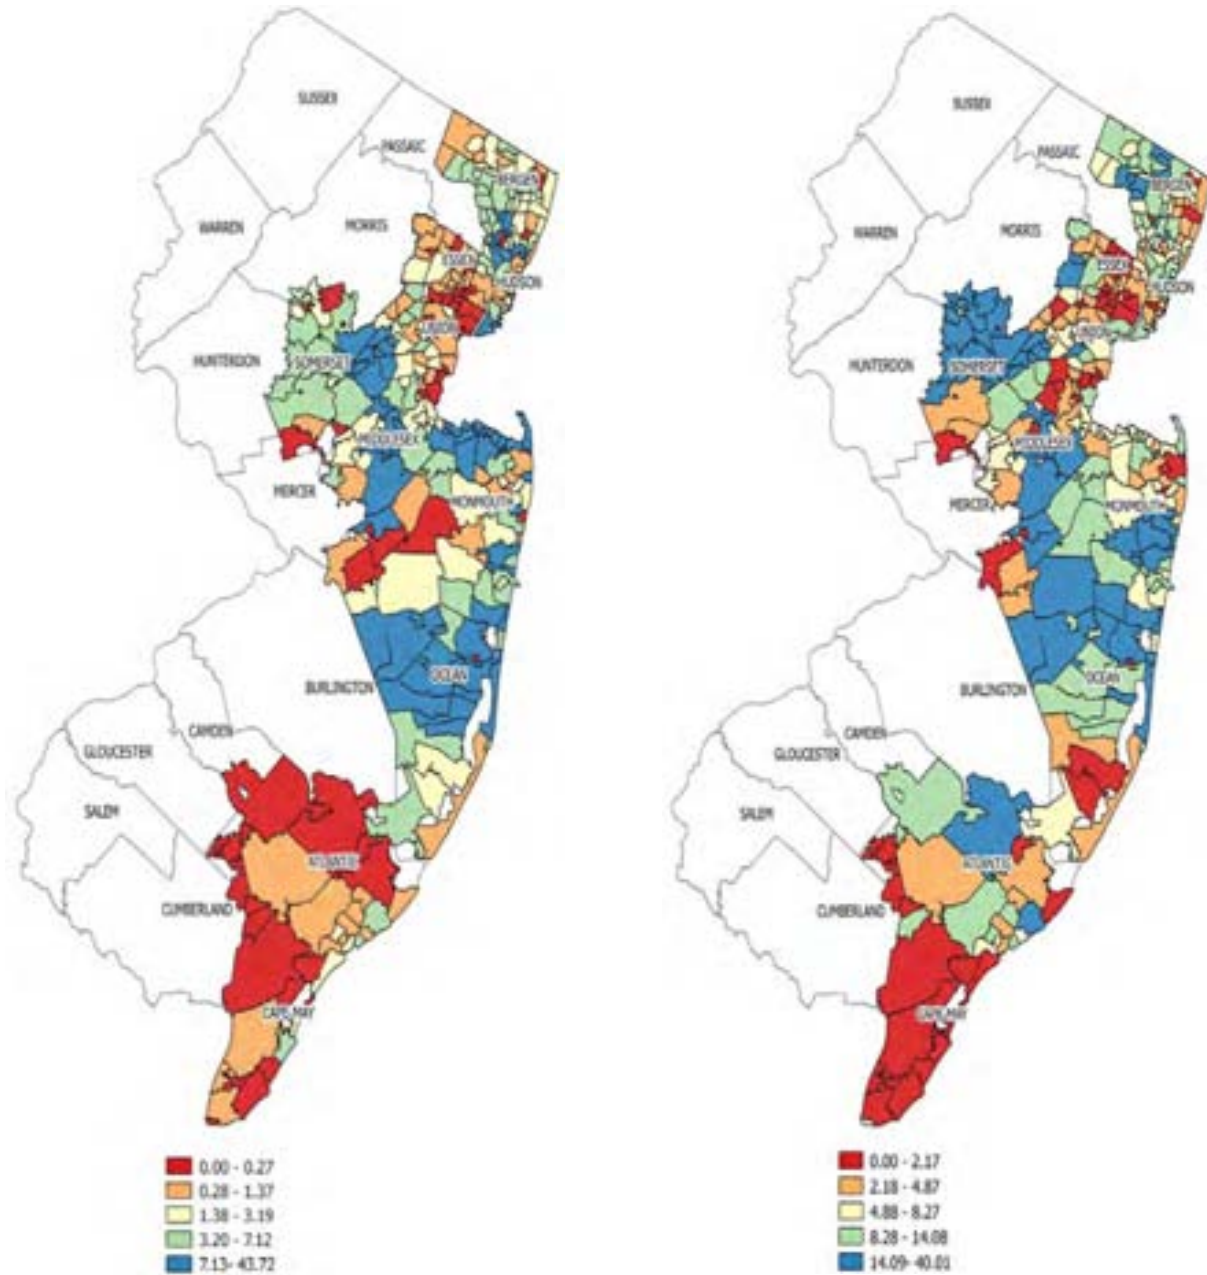 SUSSEX
PASSAIC
BERGEN
WARREN
MORRIS
ESSEX
HUDSON
UNION
HUNTERDON
SOMERSET
MIDDLESEX
MERCER
MONMOUTH
OCEAN
BURLINGTON
CAMDEN
GLOUCESTER
SALEM
ATLANTIC
CUMBERLAND
CAPE MAY
0.00 - 0.27
0.28 - 1.37
1.38 - 3.19
3.20 - 7.12
7.13- 43.72
SUSSEX
PASSAIC
BERGEN
WARREN
MORRIS
ESSEX
HUDSON
UNION
HUNTERDON
SOMERSET
MIDDLESEX
MERCER
MONMOUTH
OCEAN
BURLINGTON
CAMDEN
GLOUCESTER
SALEM
ATLANTIC
CUMBERLAND
CAPE MAY
0.00 - 2.17
2.18 - 4.87
4.88 - 8.27
8.28 - 14.08
14.09- 40.01